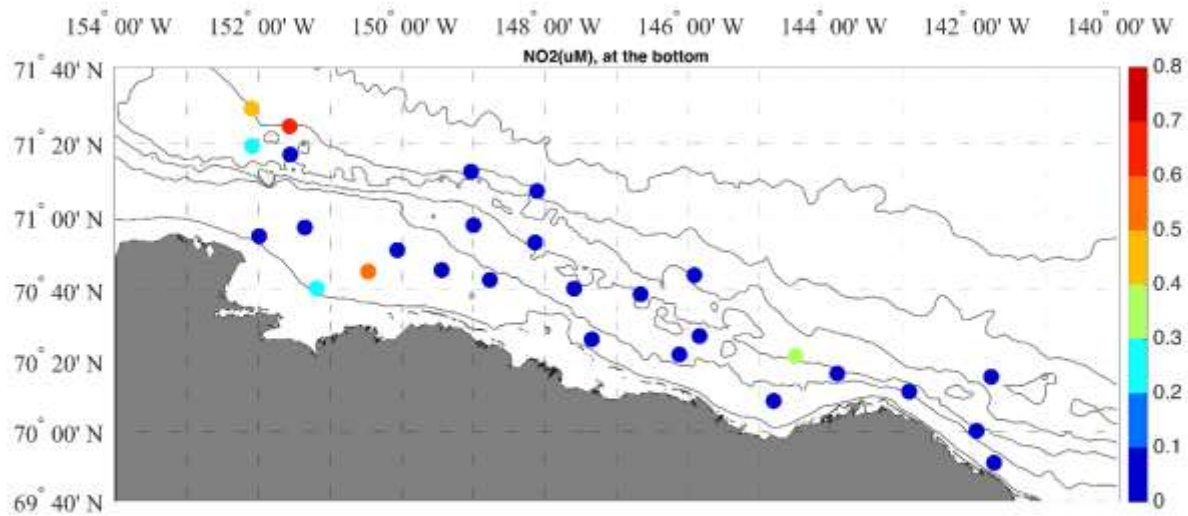 154° 00' W 152° 00' W 150° 00' W 148° 00' W 146° 00' W 144° 00' W 142° 00' W 140° 00' W
NO2(uM), at the bottom
71° 40' N
71° 20' N
71° 00' N
70° 40' N
70° 20' N
70° 00' N
69° 40' N
0.8
0.7
0.6
0.5
0.4
0.3
0.2
0.1
0